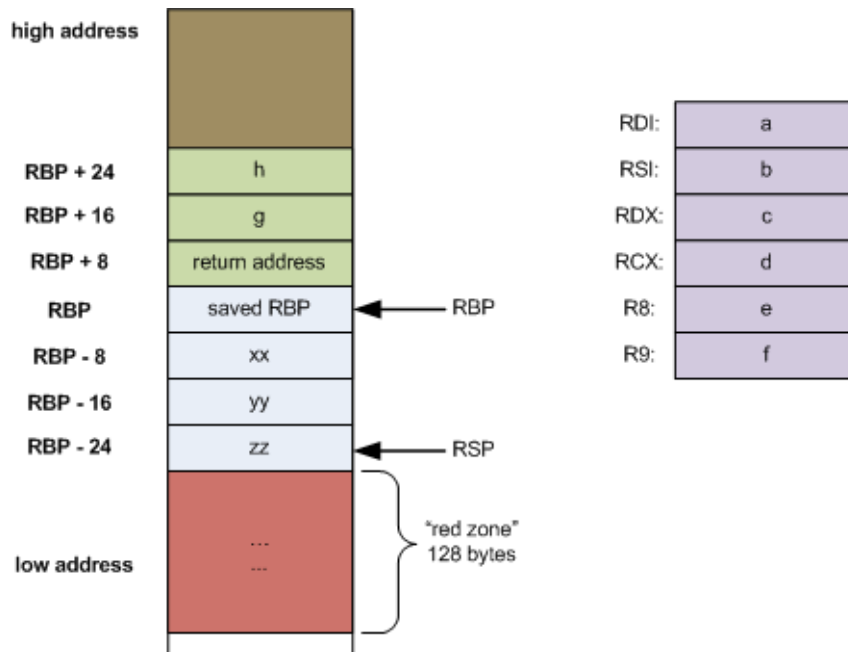 high address
RBP + 24 h
RBP + 16 g
RBP + 8 return address
RBP saved RBP RBP
RBP - 8 xx
RBP - 16 yy
RBP - 24 zz RSP
...
...
low address
“red zone”
128 bytes
RDI: a
RSI: b
RDX: c
RCX: d
R8: e
R9: f